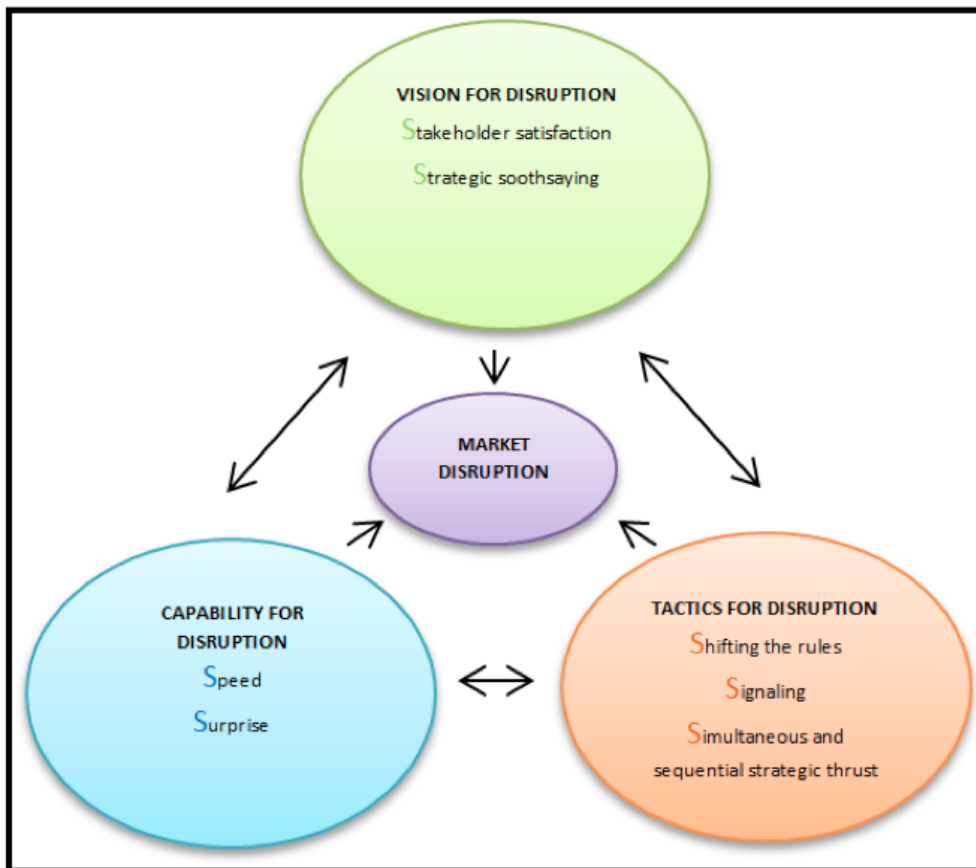 VISION FOR DISRUPTION
Stakeholder satisfaction
Strategic soothsaying
MARKET
DISRUPTION
CAPABILITY FOR
DISRUPTION
Speed
Surprise
TACTICS FOR DISRUPTION
Shifting the rules
Signaling
Simultaneous and
sequential strategic thrust